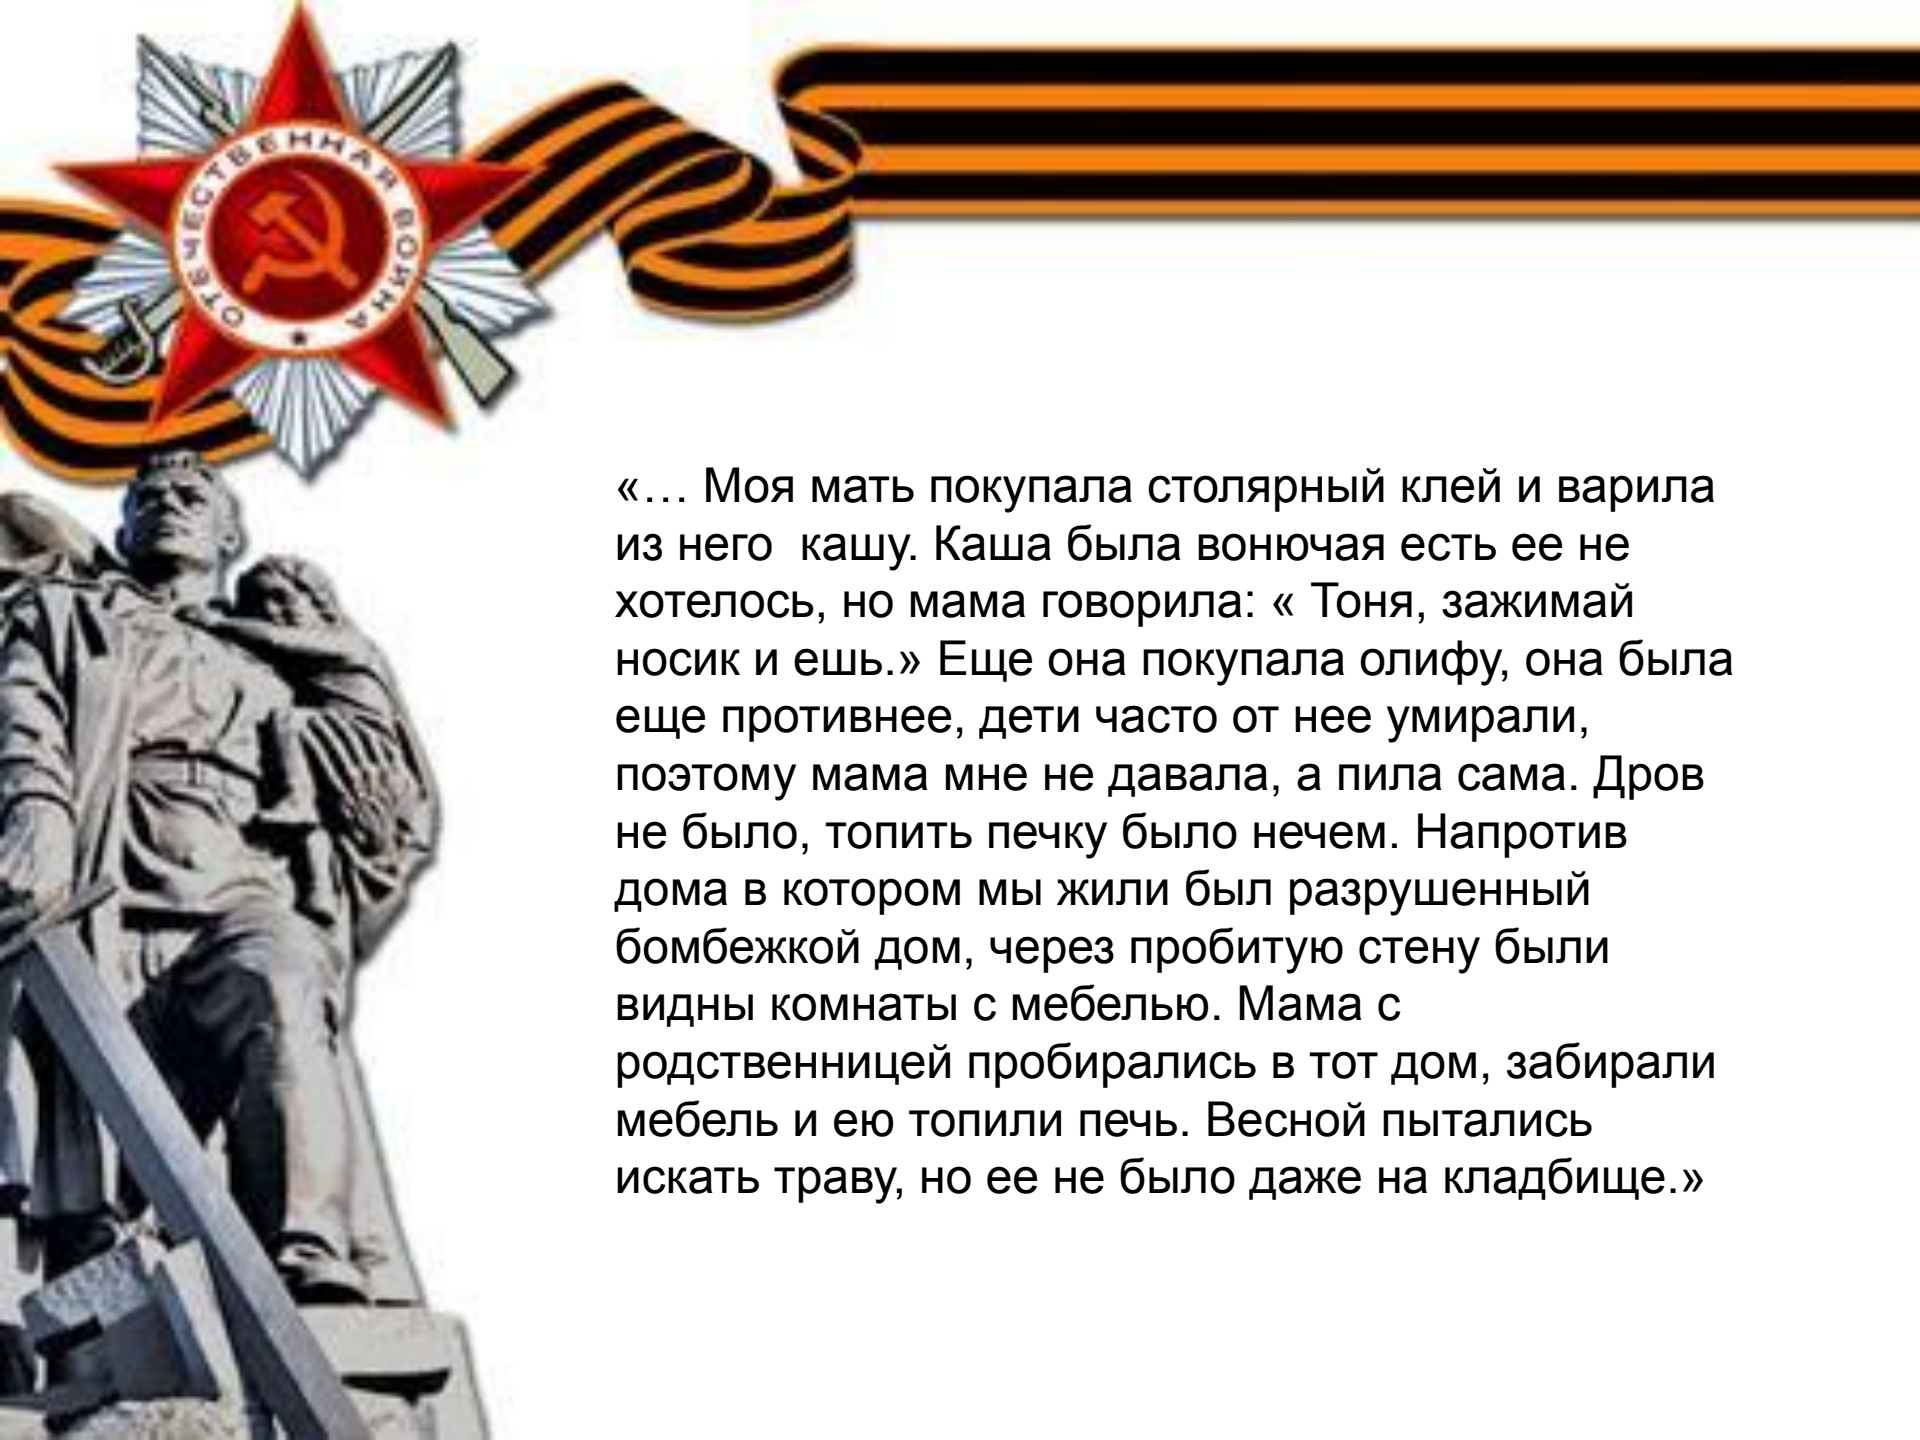 ОТЕЧЕСТВЕННАЯ ВОЙНА
«… Моя мать покупала столярный клей и варила
из него  кашу. Каша была вонючая есть ее не
хотелось, но мама говорила: « Тоня, зажимай
носик и ешь.» Еще она покупала олифу, она была
еще противнее, дети часто от нее умирали,
поэтому мама мне не давала, а пила сама. Дров
не было, топить печку было нечем. Напротив
дома в котором мы жили был разрушенный
бомбежкой дом, через пробитую стену были
видны комнаты с мебелью. Мама с
родственницей пробирались в тот дом, забирали
мебель и ею топили печь. Весной пытались
искать траву, но ее не было даже на кладбище.»